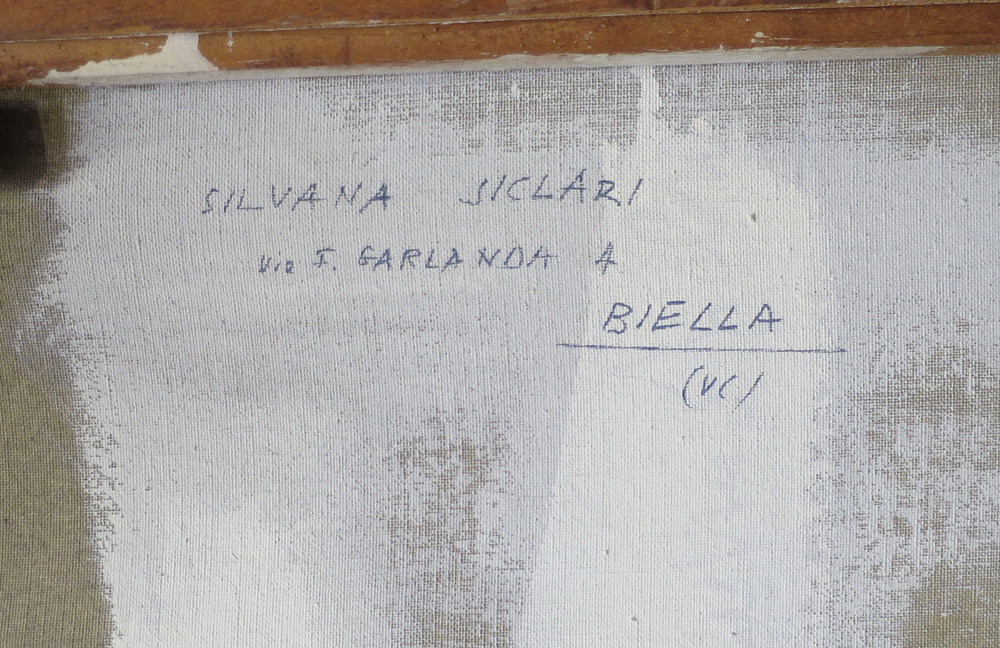 SILVANA SICLARI
Via F. GARLANDA 4
BIELLA
(VC)